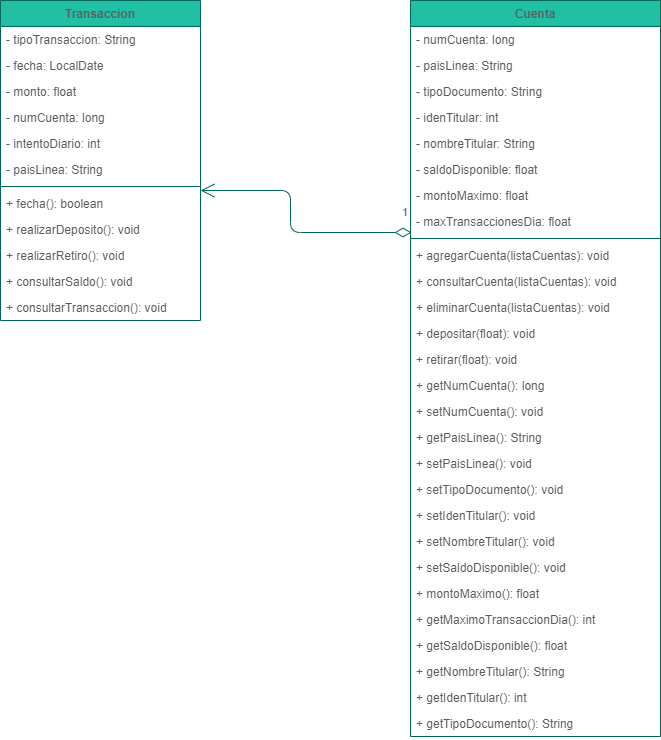 Transaccion
- tipoTransaccion: String
- fecha: LocalDate
- monto: float
- numCuenta: long
- intentoDiario: int
- paisLinea: String
+ fecha(): boolean
+ realizarDeposito(): void
+ realizarRetiro(): void
+ consultarSaldo(): void
+ consultarTransaccion(): void
1
Cuenta
- numCuenta: long
- paisLinea: String
- tipoDocumento: String
- idenTitular: int
- nombreTitular: String
- saldoDisponible: float
- montoMaximo: float
- maxTransaccionesDia: float
+ agregarCuenta(listaCuentas): void
+ consultarCuenta(listaCuentas): void
+ eliminarCuenta(listaCuentas): void
+ depositar(float): void
+ retirar(float): void
+ getNumCuenta(): long
+ setNumCuenta(): void
+ getPaisLinea(): String
+ setPaisLinea(): void
+ setTipoDocumento(): void
+ setIdenTitular(): void
+ setNombreTitular(): void
+ setSaldoDisponible(): void
+ montoMaximo(): float
+ getMaximoTransaccionDia(): int
+ getSaldoDisponible(): float
+ getNombreTitular(): String
+ getIdenTitular(): int
+ getTipoDocumento(): String